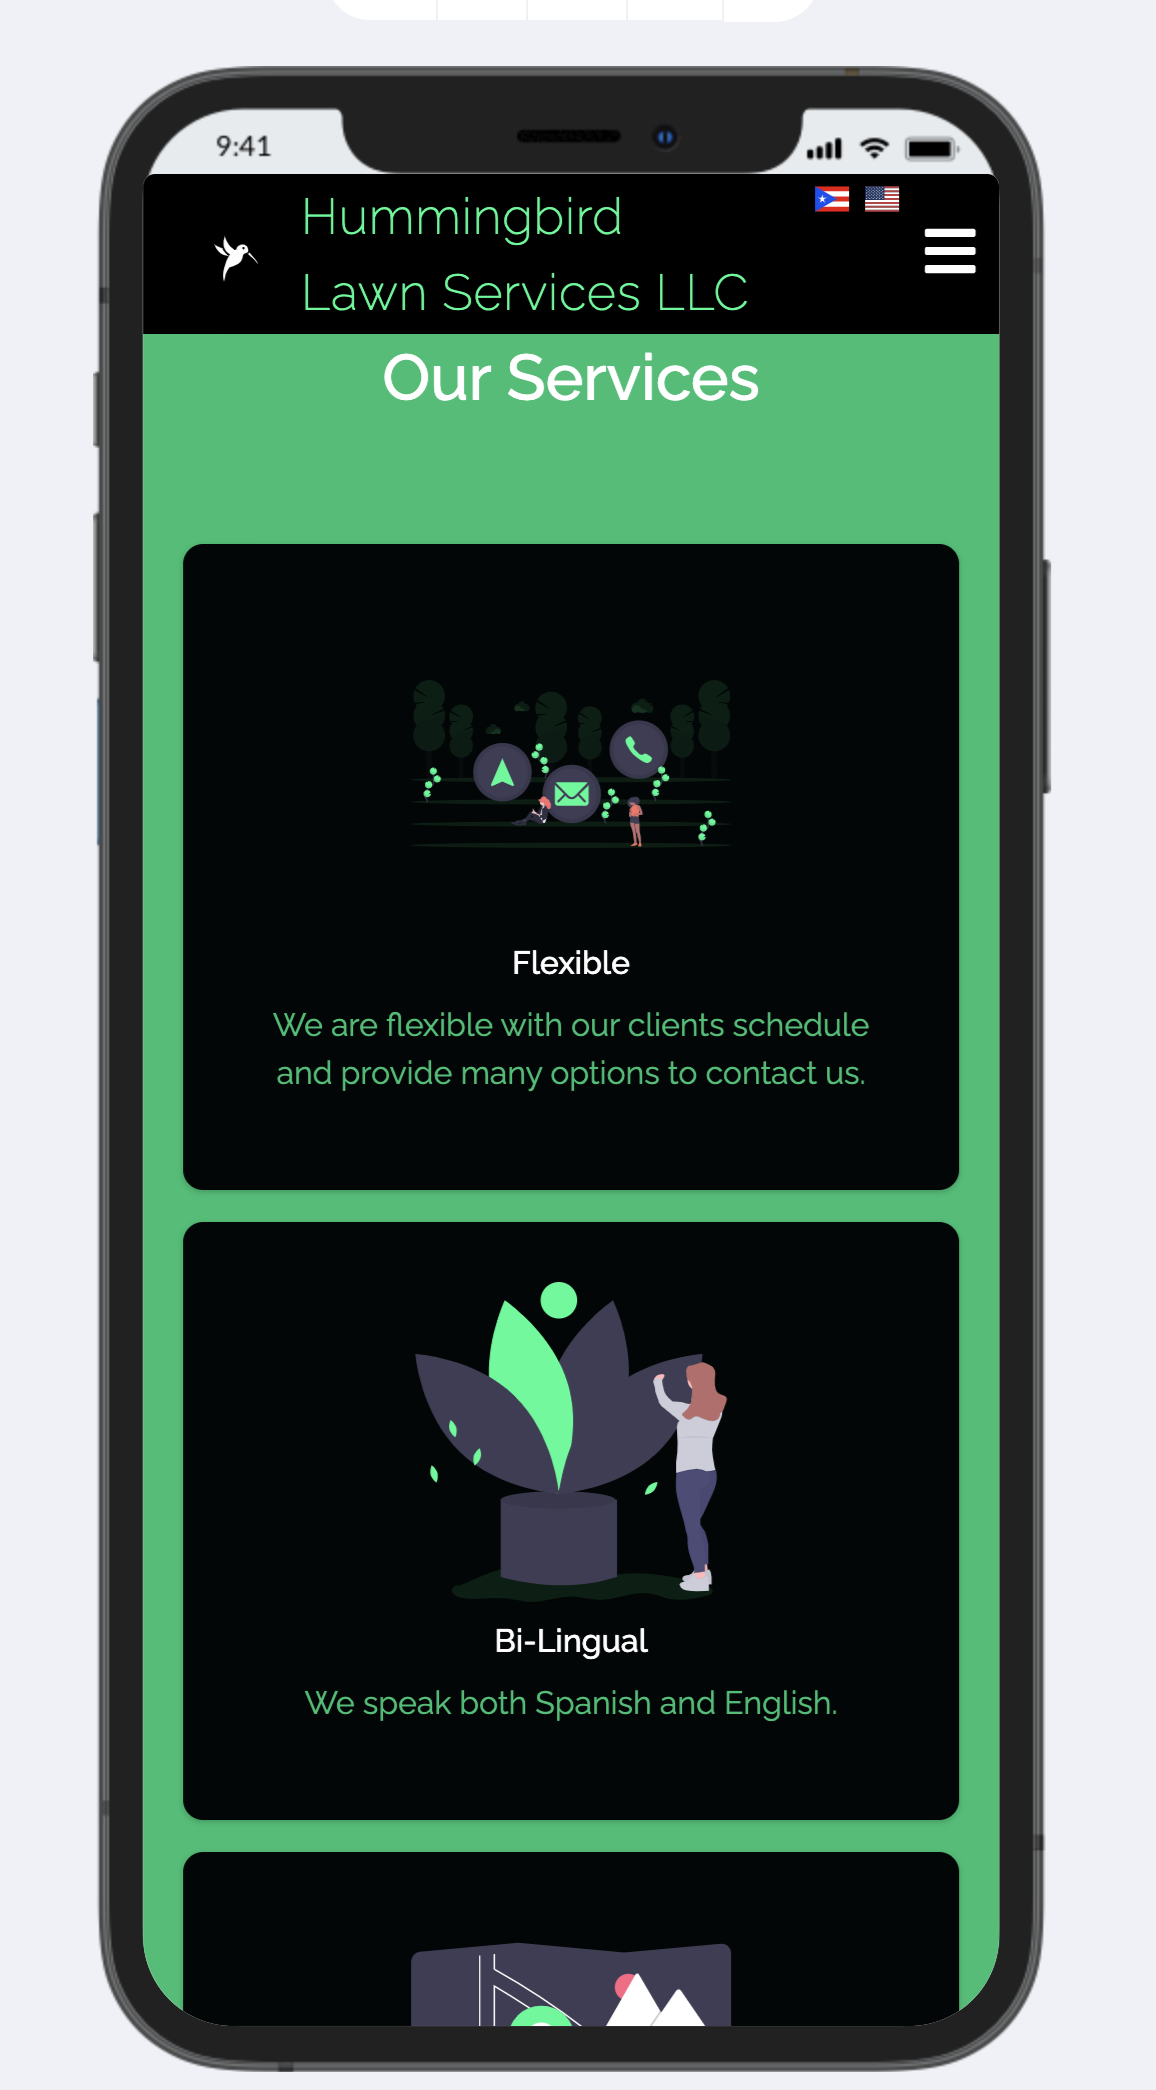 9:41
Hummingbird
Lawn Services LLC
Our Services
Flexible
We are flexible with our clients schedule
and provide many options to contact us.
Bi-Lingual
We speak both Spanish and English.